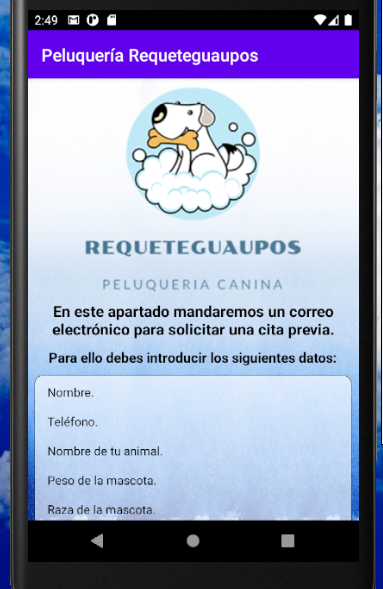 2:49
Peluquería Requeteguaupos
REQUETEGUAUPOS
PELUQUERIA CANINA
En este apartado mandaremos un correo
electrónico para solicitar una cita previa.
Para ello debes introducir los siguientes datos:
Nombre.
Teléfono.
Nombre de tu animal.
Peso de la mascota.
Raza de la mascota.